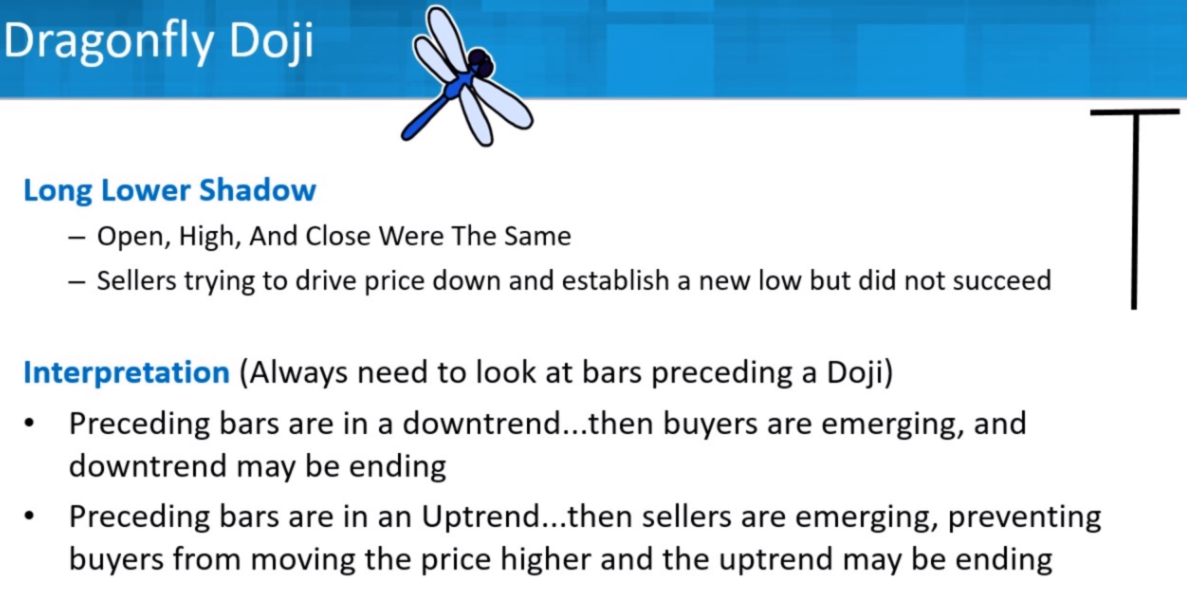 Dragonfly Doji
Long Lower Shadow
– Open, High, And Close Were The Same
– Sellers trying to drive price down and establish a new low but did not succeed
Interpretation (Always need to look at bars preceding a Doji)
• Preceding bars are in a downtrend...then buyers are emerging, and
downtrend may be ending
• Preceding bars are in an Uptrend...then sellers are emerging, preventing
buyers from moving the price higher and the uptrend may be ending